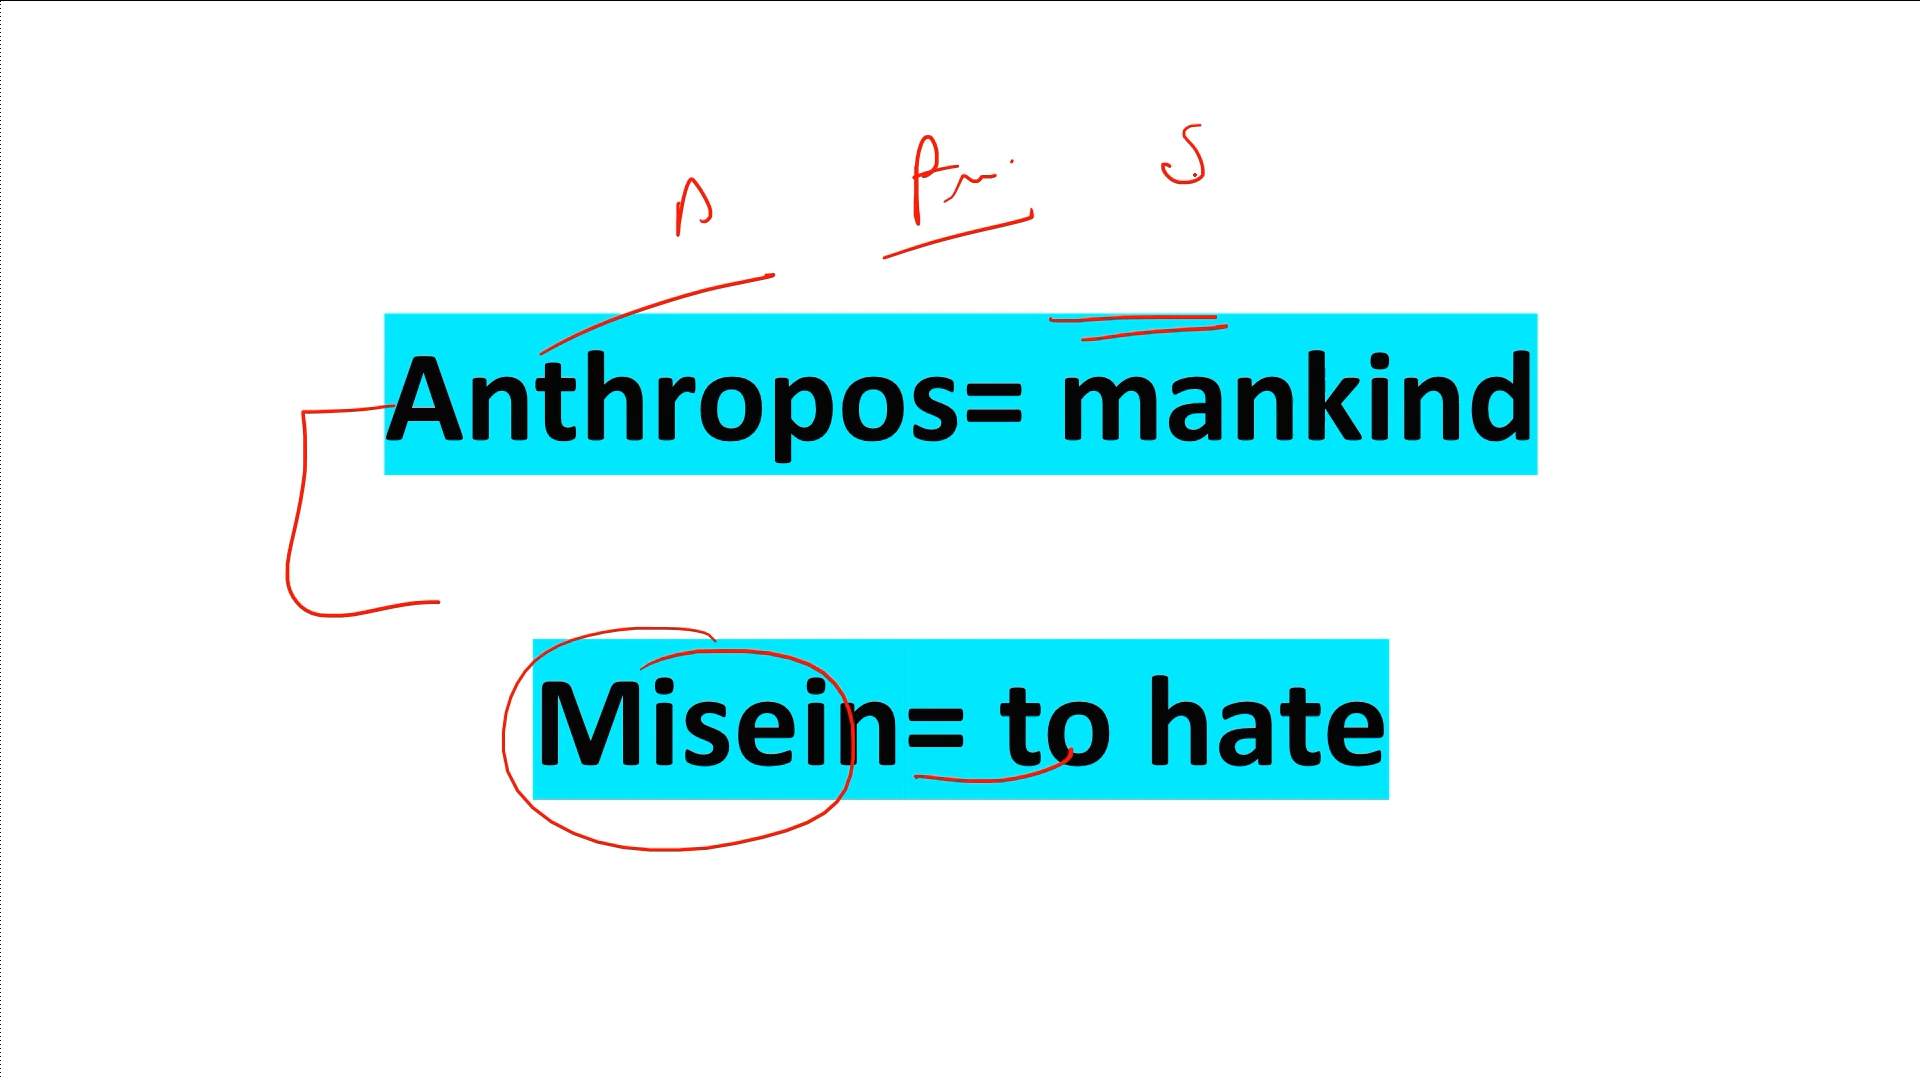 Anthropos= mankind
Misein= to hate